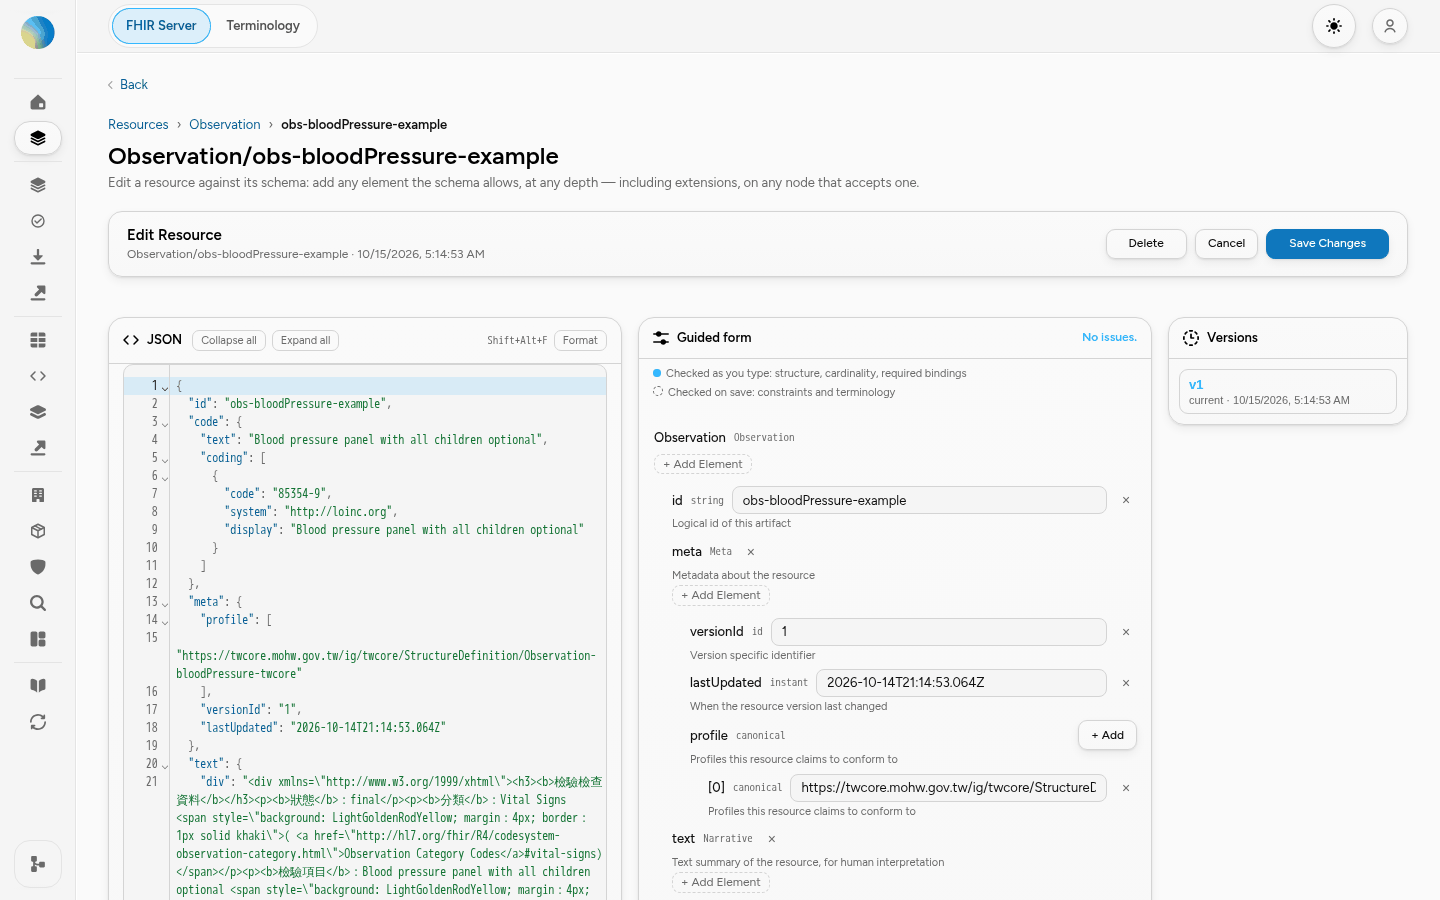 FHIR Server
Terminology
Back
Resources › Observation › obs-bloodPressure-example
Observation/obs-bloodPressure-example
Edit a resource against its schema: add any element the schema allows, at any depth — including extensions, on any node that accepts one.
Edit Resource
Observation/obs-bloodPressure-example · 10/15/2026, 5:14:53 AM
Delete
Cancel
Save Changes
JSON
Collapse all
Expand all
Shift+Alt+F
Format
1 {
2 "id": "obs-bloodPressure-example",
3 "code": {
4 "text": "Blood pressure panel with all children optional",
5 "coding": [
6 {
7 "code": "85354-9",
8 "system": "http://loinc.org",
9 "display": "Blood pressure panel with all children optional"
10 }
11 ]
12 },
13 "meta": {
14 "profile": [
15
"https://twcore.mohw.gov.tw/ig/twcore/StructureDefinition/Observation-
bloodPressure-twcore"
16 ],
17 "versionId": "1",
18 "lastUpdated": "2026-10-14T21:14:53.064Z"
19 },
20 "text": {
21 "div": "<div xmlns=\"http://www.w3.org/1999/xhtml\"><h3><b>檢驗檢查
資料</b></h3><p><b>狀態</b>：final</p><p><b>分類</b>：Vital Signs
<span style=\"background: LightGoldenRodYellow; margin：4px; border：
1px solid khaki\">( <a href=\"http://hl7.org/fhir/R4/codesystem-
observation-category.html\">Observation Category Codes</a>#vital-signs)
</span></p><p><b>檢驗項目</b>：Blood pressure panel with all children
optional <span style=\"background: LightGoldenRodYellow; margin：4px;
Guided form
No issues.
Checked as you type: structure, cardinality, required bindings
Checked on save: constraints and terminology
Observation Observation
+ Add Element
id string obs-bloodPressure-example ×
Logical id of this artifact
meta Meta ×
Metadata about the resource
+ Add Element
versionId id 1 ×
Version specific identifier
lastUpdated instant 2026-10-14T21:14:53.064Z ×
When the resource version last changed
profile canonical + Add
Profiles this resource claims to conform to
[0] canonical https://twcore.mohw.gov.tw/ig/twcore/StructureD ×
Profiles this resource claims to conform to
text Narrative ×
Text summary of the resource, for human interpretation
+ Add Element
Versions
v1
current · 10/15/2026, 5:14:53 AM